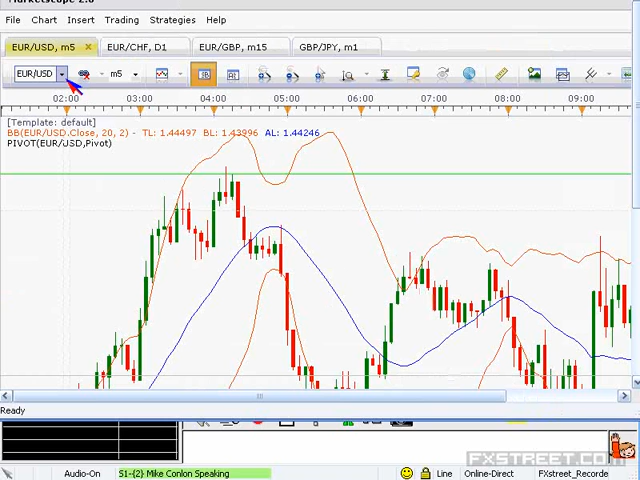 Marketscope 2.0
File Chart Insert Trading Strategies Help
EUR/USD, m5 EUR/CHF, D1 EUR/GBP, m15 GBP/JPY, m1
EUR/USD m5
02:00 03:00 04:00 05:00 06:00 07:00 08:00 09:00
[Template: default]
BB(EUR/USD.Close, 20, 2) - TL: 1.44497 BL: 1.43996 AL: 1.44246
PIVOT(EUR/USD,Pivot)
Ready
FXSTREET.COM
Audio-On S1-{2} Mike Conlon Speaking Line Online-Direct FXstreet_Recorde